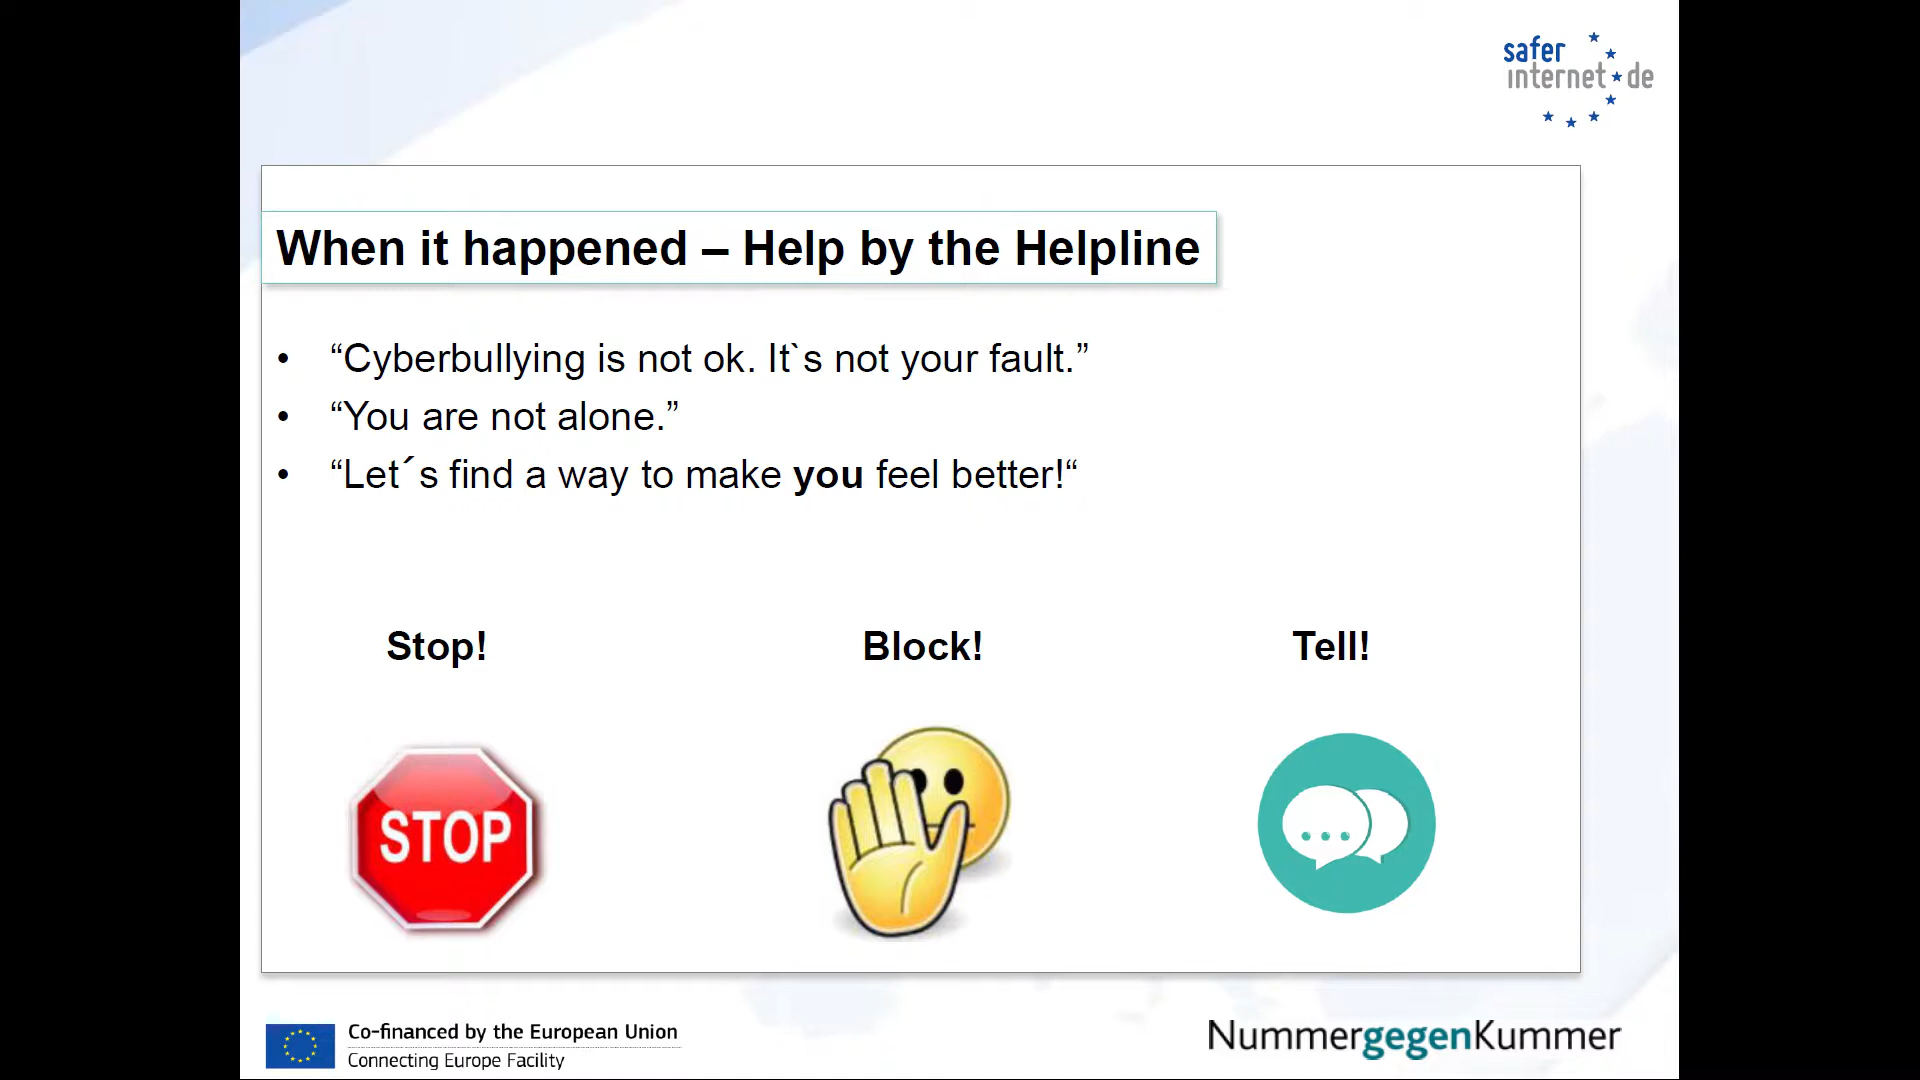 safer
internet.de
When it happened – Help by the Helpline
• “Cyberbullying is not ok. It`s not your fault.”
• “You are not alone.”
• “Let´s find a way to make you feel better!“
Stop! Block! Tell!
STOP
Co-financed by the European Union
Connecting Europe Facility
NummergegenKummer